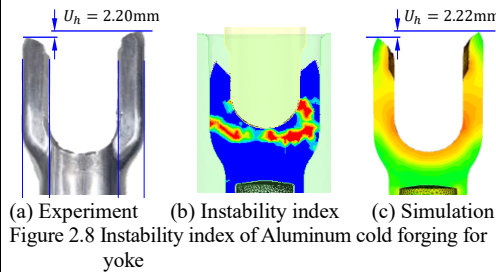 U_h = 2.20mm
U_h = 2.22mm
(a) Experiment (b) Instability index (c) Simulation
Figure 2.8 Instability index of Aluminum cold forging for
yoke